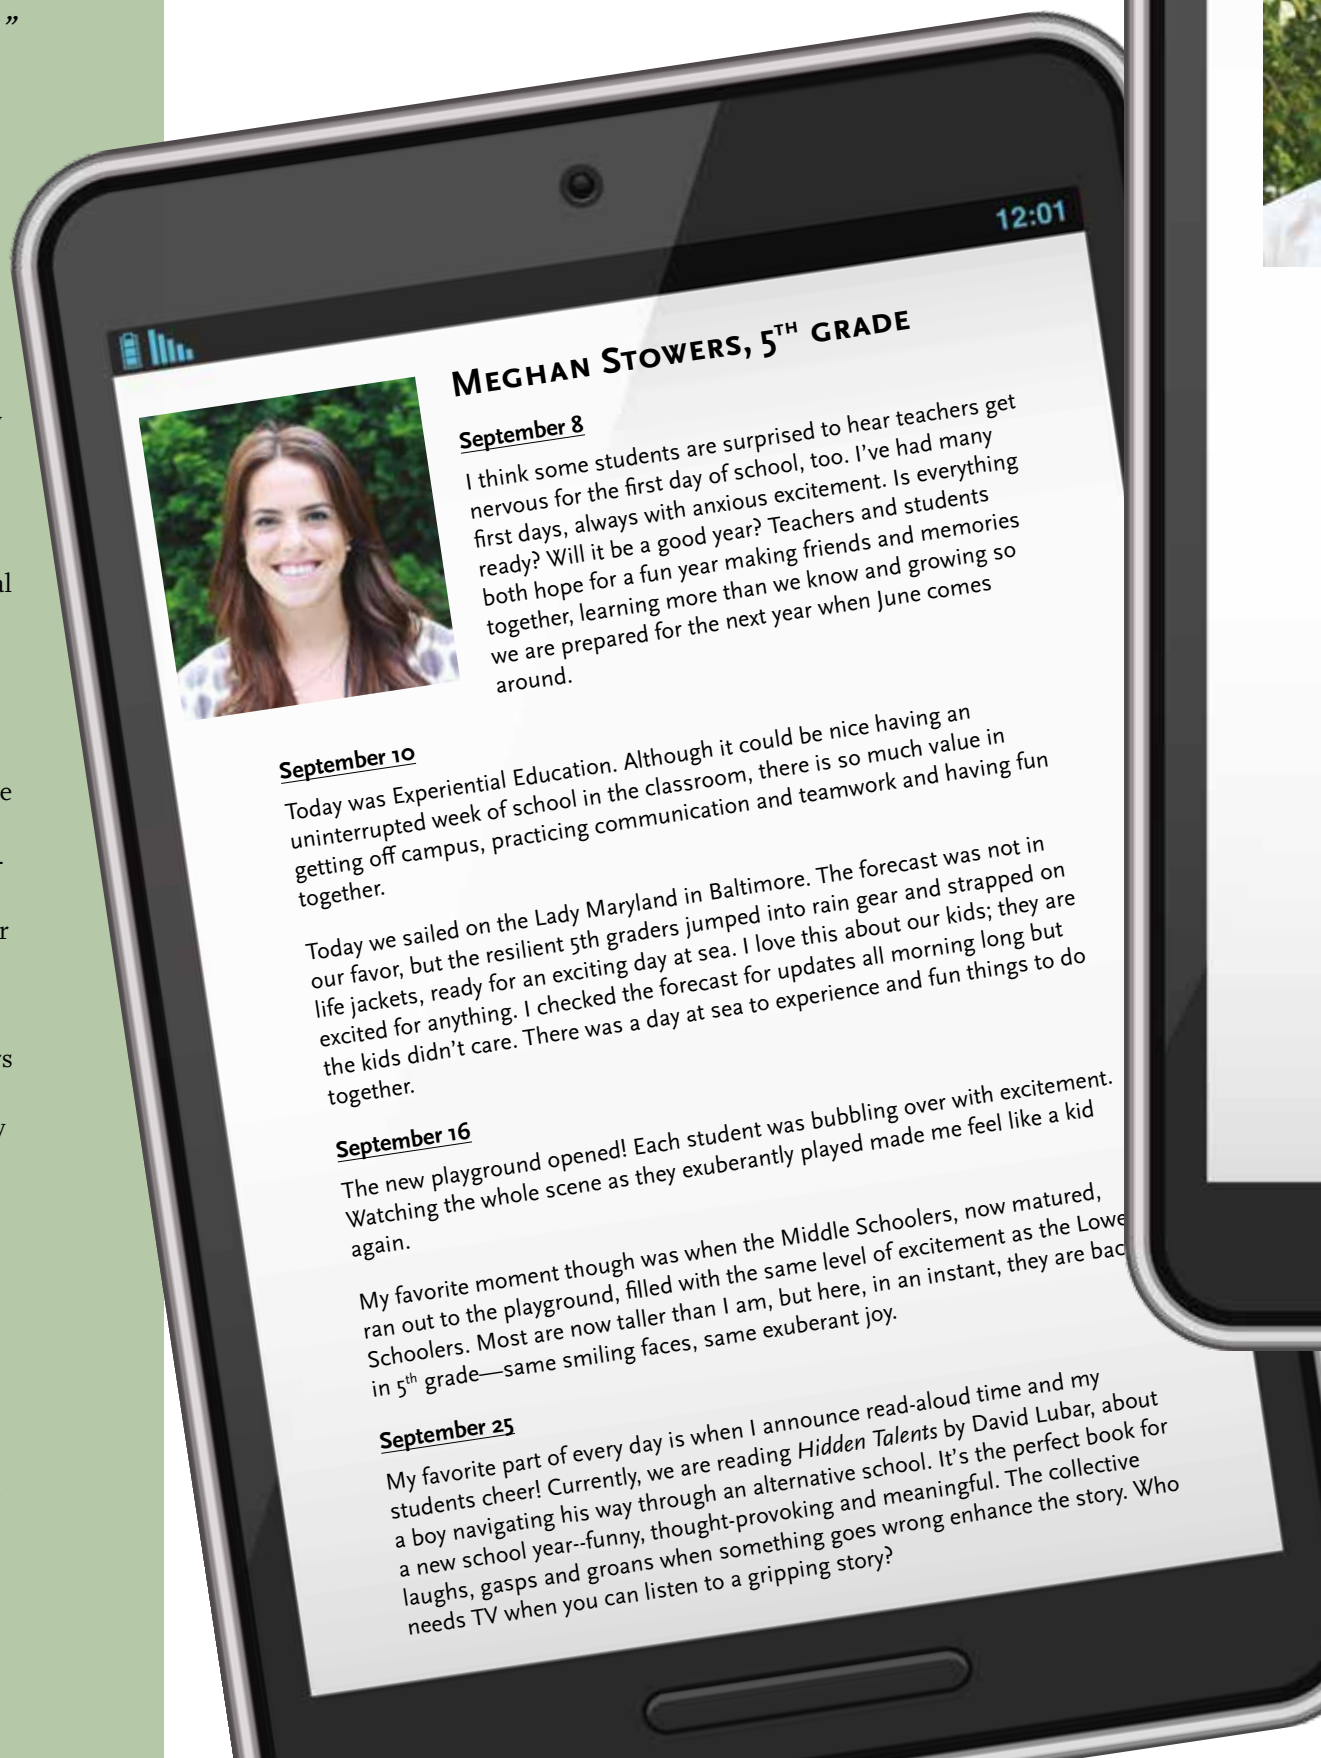 ”
al
e
r
rs
y
12:01
Meghan Stowers, 5TH grade
September 8
I think some students are surprised to hear teachers get
nervous for the first day of school, too. I’ve had many
first days, always with anxious excitement. Is everything
ready? Will it be a good year? Teachers and students
both hope for a fun year making friends and memories
together, learning more than we know and growing so
we are prepared for the next year when June comes
around.
September 10
Today was Experiential Education. Although it could be nice having an
uninterrupted week of school in the classroom, there is so much value in
getting off campus, practicing communication and teamwork and having fun
together.
Today we sailed on the Lady Maryland in Baltimore. The forecast was not in
our favor, but the resilient 5th graders jumped into rain gear and strapped on
life jackets, ready for an exciting day at sea. I love this about our kids; they are
excited for anything. I checked the forecast for updates all morning long but
the kids didn’t care. There was a day at sea to experience and fun things to do
together.
September 16
The new playground opened! Each student was bubbling over with excitement.
Watching the whole scene as they exuberantly played made me feel like a kid
again.
My favorite moment though was when the Middle Schoolers, now matured,
ran out to the playground, filled with the same level of excitement as the Lowe
Schoolers. Most are now taller than I am, but here, in an instant, they are bac
in 5th grade—same smiling faces, same exuberant joy.
September 25
My favorite part of every day is when I announce read-aloud time and my
students cheer! Currently, we are reading Hidden Talents by David Lubar, about
a boy navigating his way through an alternative school. It’s the perfect book for
a new school year--funny, thought-provoking and meaningful. The collective
laughs, gasps and groans when something goes wrong enhance the story. Who
needs TV when you can listen to a gripping story?